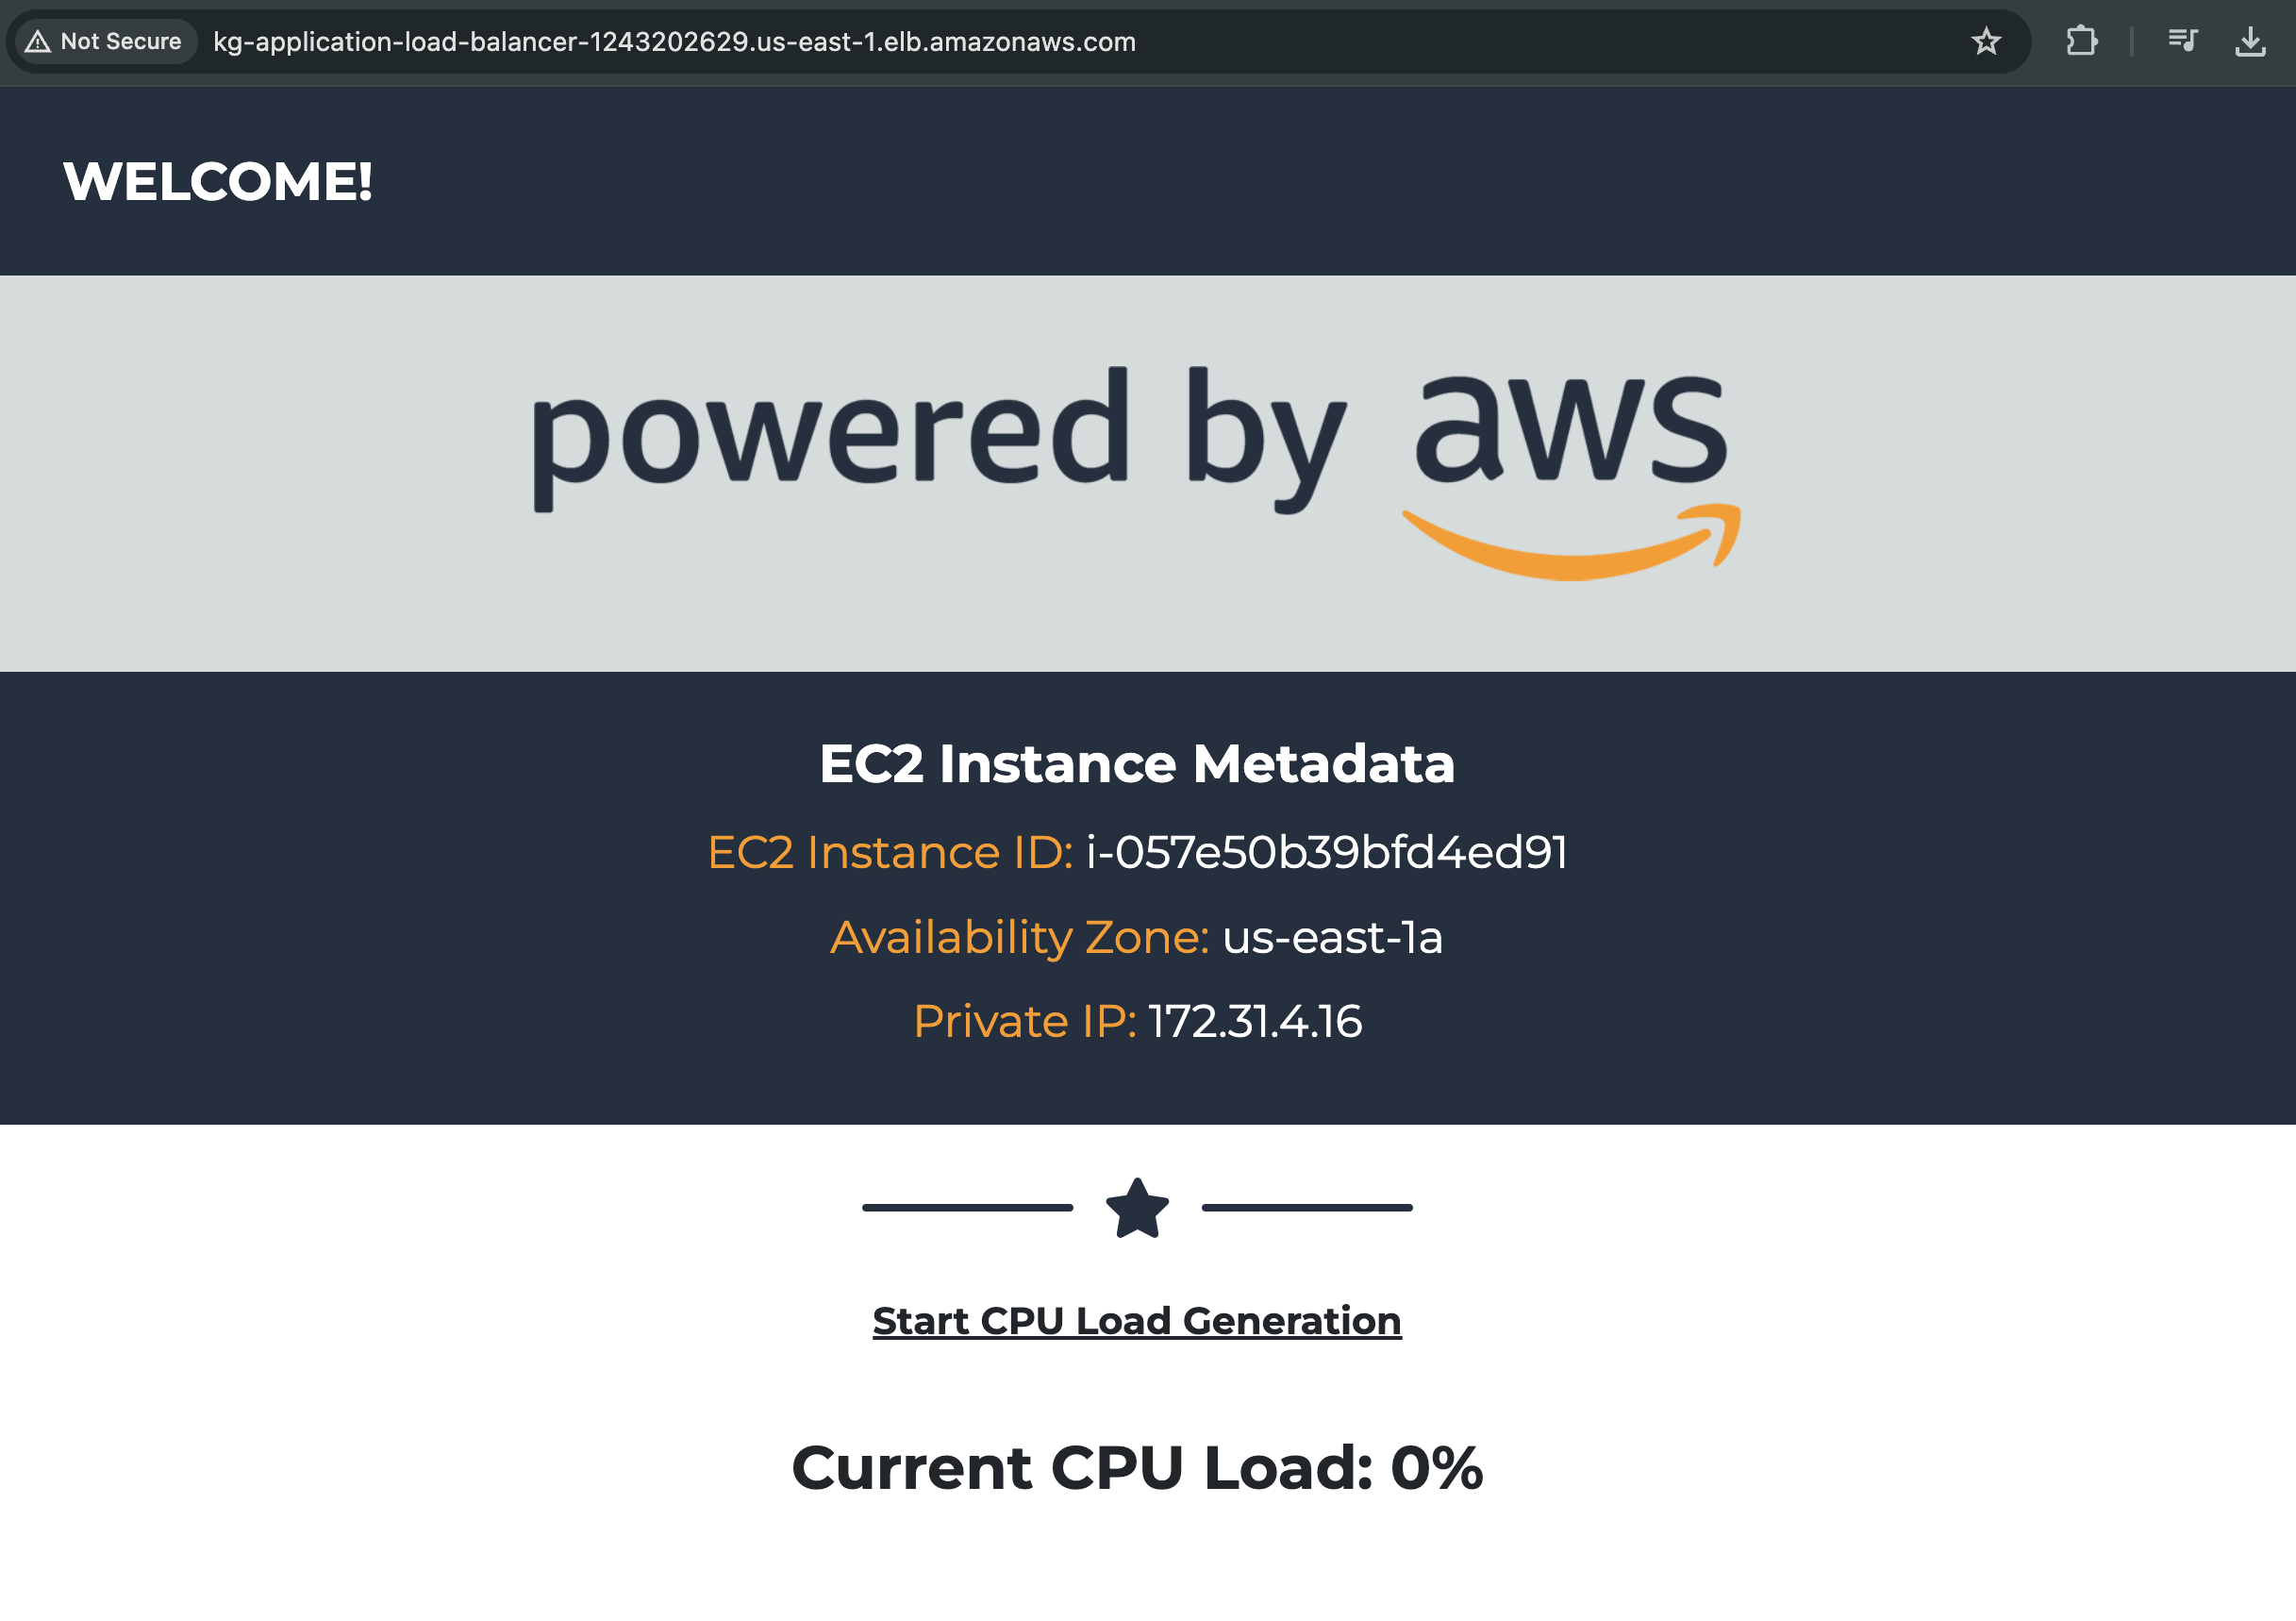 Not Secure kg-application-load-balancer-1243202629.us-east-1.elb.amazonaws.com
WELCOME!
powered by aws
EC2 Instance Metadata
EC2 Instance ID: i-057e50b39bfd4ed91
Availability Zone: us-east-1a
Private IP: 172.31.4.16
Start CPU Load Generation
Current CPU Load: 0%